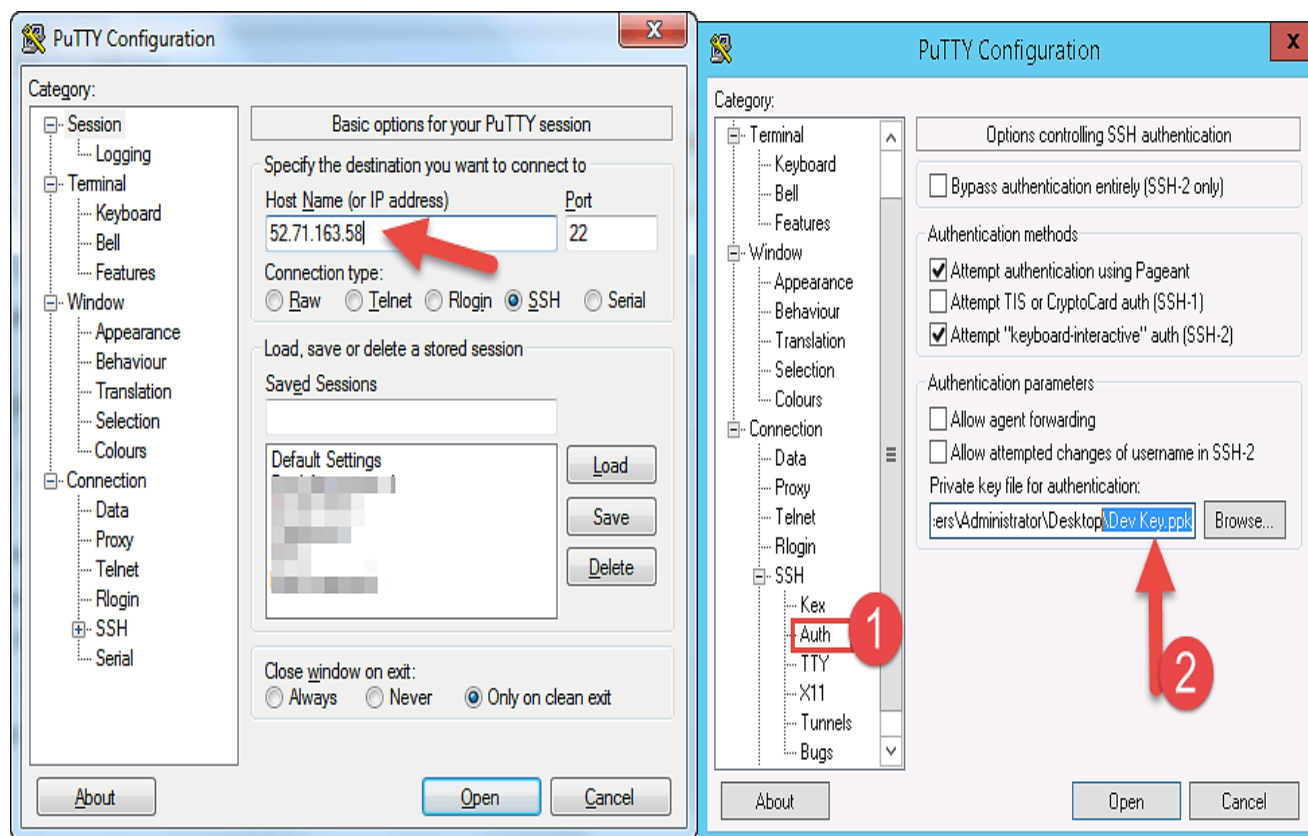 PuTTY Configuration
Category:
Session
Logging
Terminal
Keyboard
Bell
Features
Window
Appearance
Behaviour
Translation
Selection
Colours
Connection
Data
Proxy
Telnet
Rlogin
SSH
Serial
Basic options for your PuTTY session
Specify the destination you want to connect to
Host Name (or IP address) Port
52.71.163.58 22
Connection type:
Raw Telnet Rlogin SSH Serial
Load, save or delete a stored session
Saved Sessions
Default Settings
Load
Save
Delete
Close window on exit:
Always Never Only on clean exit
About Open Cancel
PuTTY Configuration
Category:
Terminal
Keyboard
Bell
Features
Window
Appearance
Behaviour
Translation
Selection
Colours
Connection
Data
Proxy
Telnet
Rlogin
SSH
Kex
Auth 1
TTY
X11
Tunnels
Bugs
Options controlling SSH authentication
Bypass authentication entirely (SSH-2 only)
Authentication methods
Attempt authentication using Pageant
Attempt TIS or CryptoCard auth (SSH-1)
Attempt "keyboard-interactive" auth (SSH-2)
Authentication parameters
Allow agent forwarding
Allow attempted changes of username in SSH-2
Private key file for authentication:
:ers\Administrator\Desktop\Dev Key.ppk Browse...
2
About Open Cancel